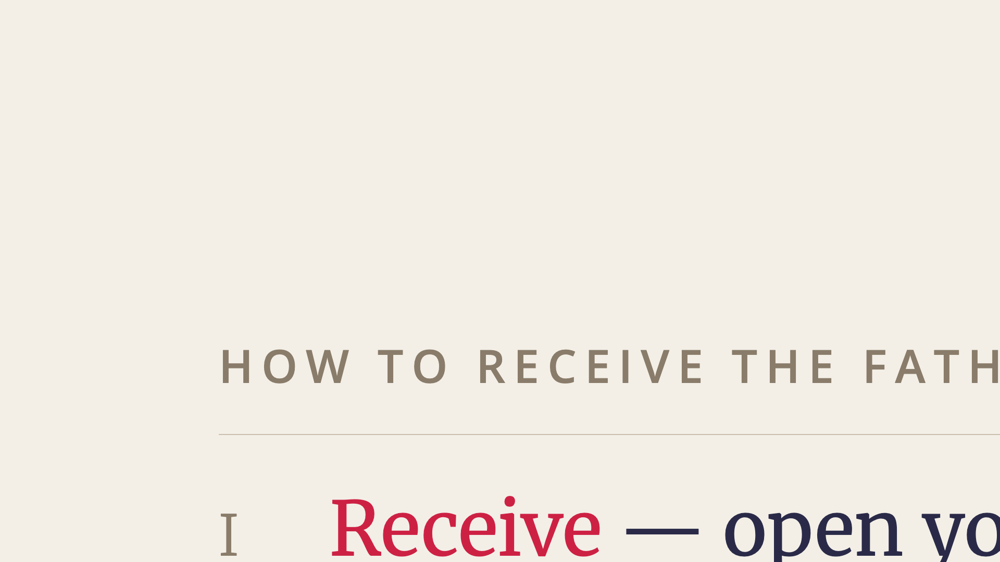 HOW TO RECEIVE THE FATH
I Receive — open yo